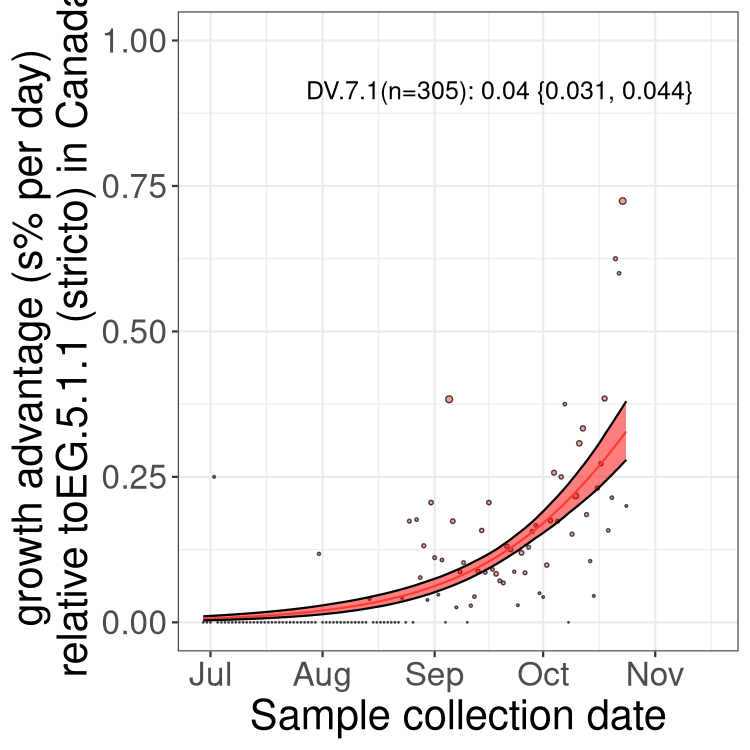 growth advantage (s% per day)
relative toEG.5.1.1 (stricto) in Canada
1.00
0.75
0.50
0.25
0.00
DV.7.1(n=305): 0.04 {0.031, 0.044}
Jul Aug Sep Oct Nov
Sample collection date